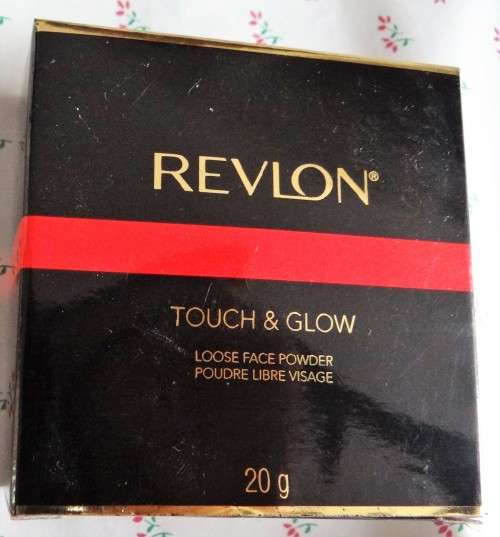 REVLON®
TOUCH & GLOW
LOOSE FACE POWDER
POUDRE LIBRE VISAGE
20 g